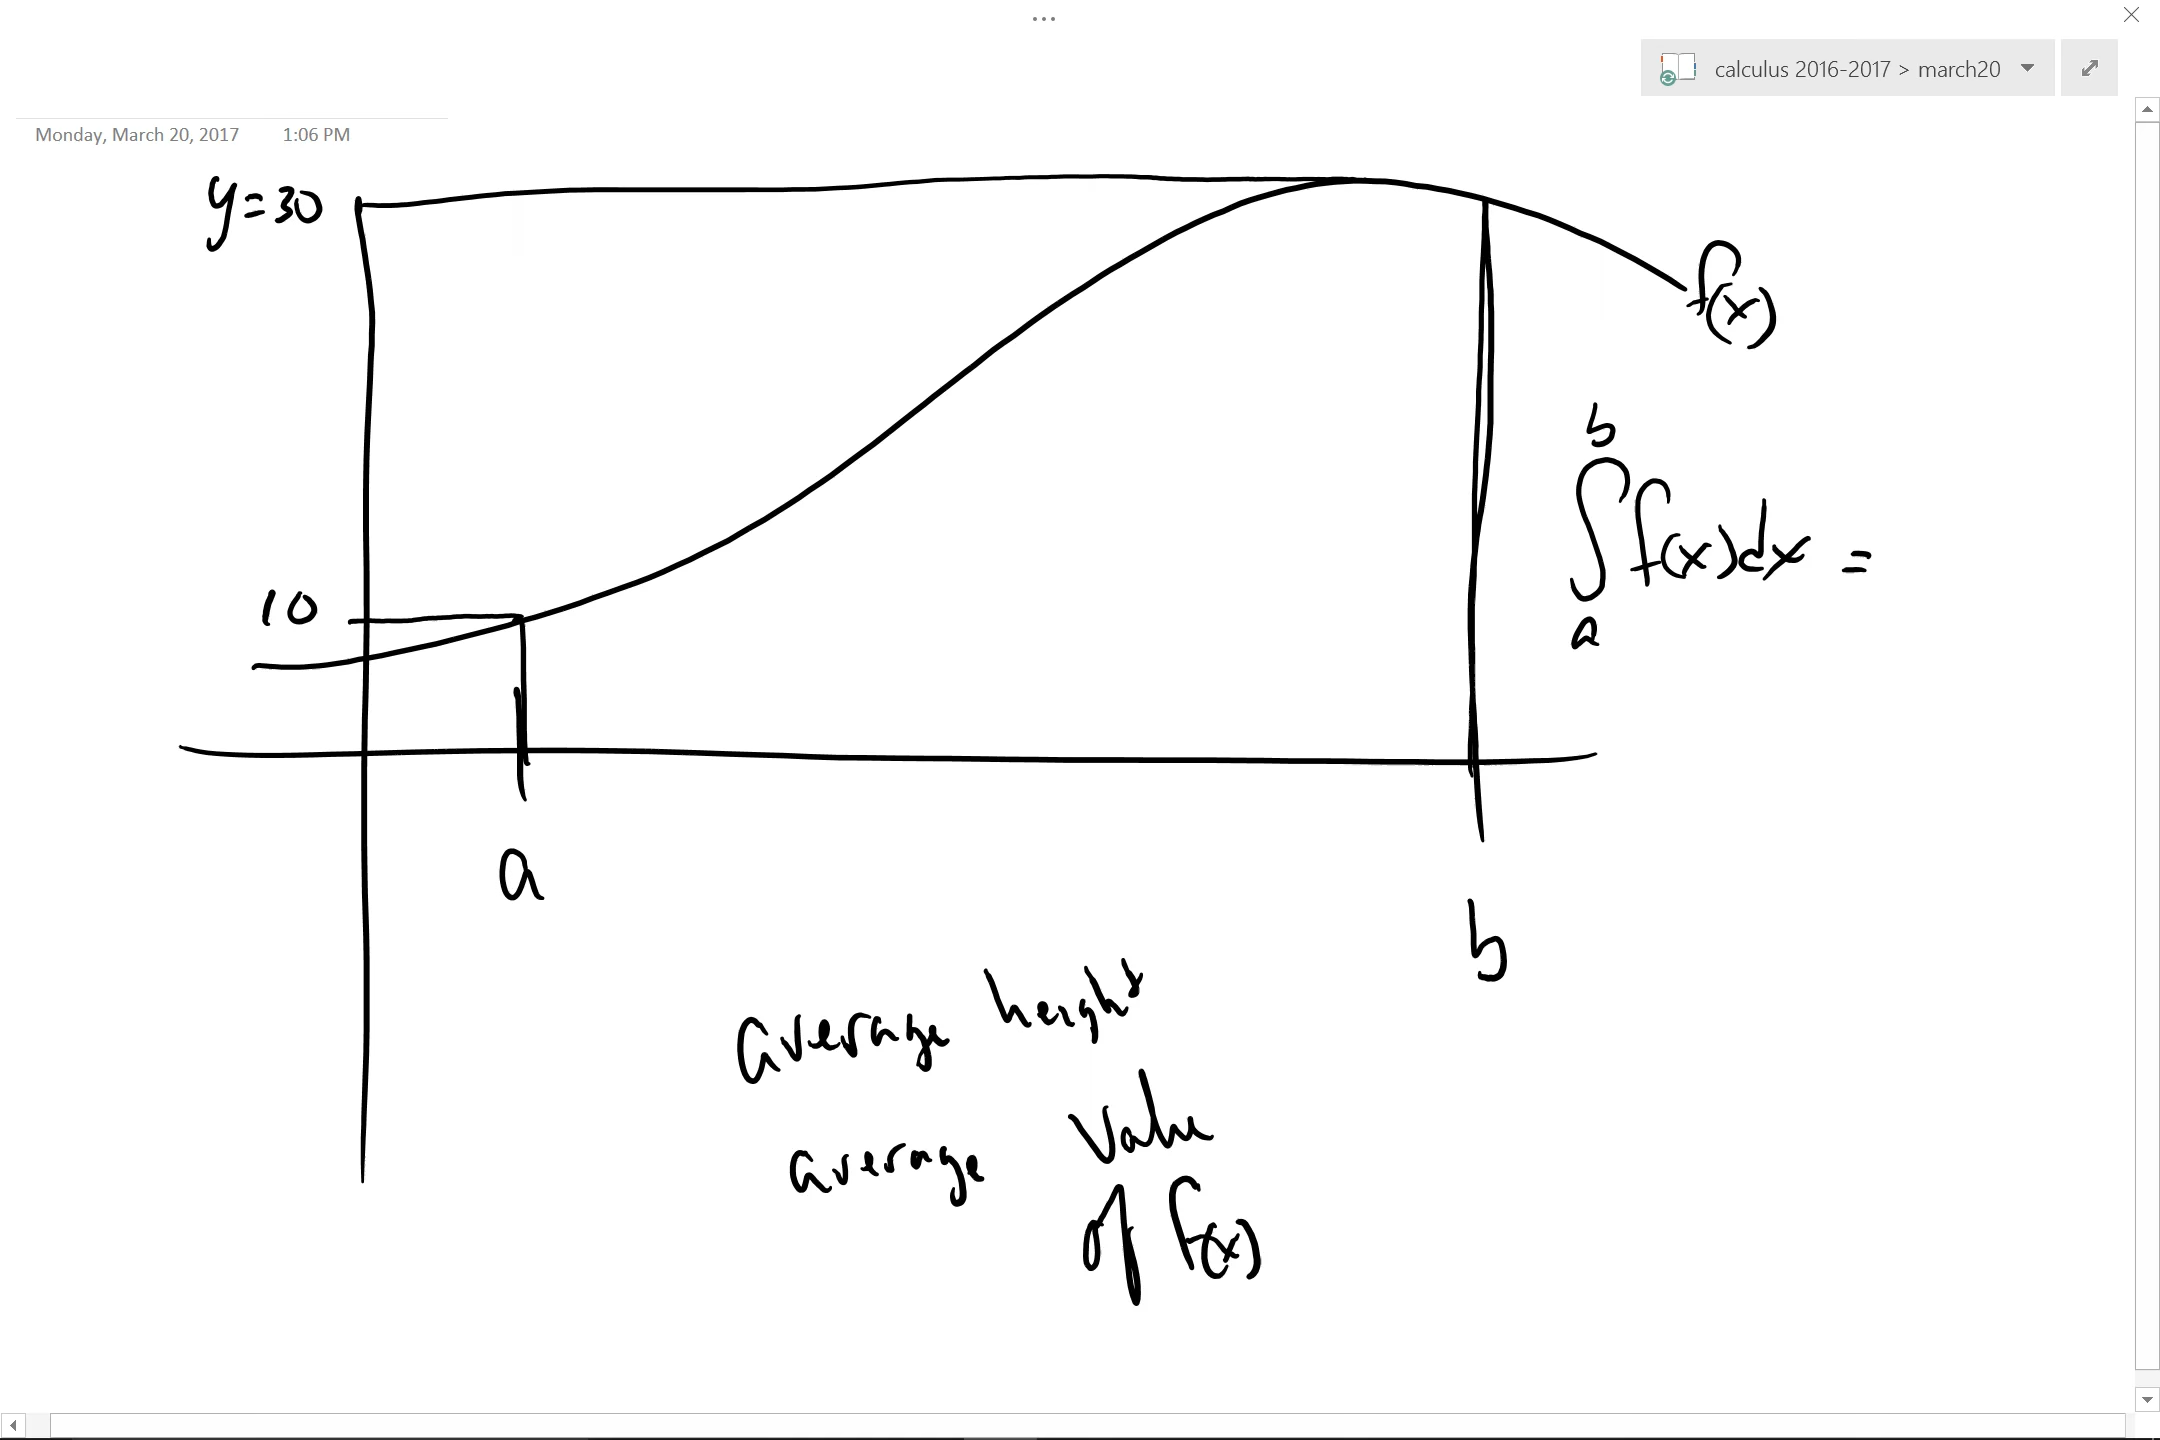 calculus 2016-2017 > march20
Monday, March 20, 2017 1:06 PM
y=30
f(x)
b
∫f(x)dx =
a
10
a
b
average height
average value
of f(x)